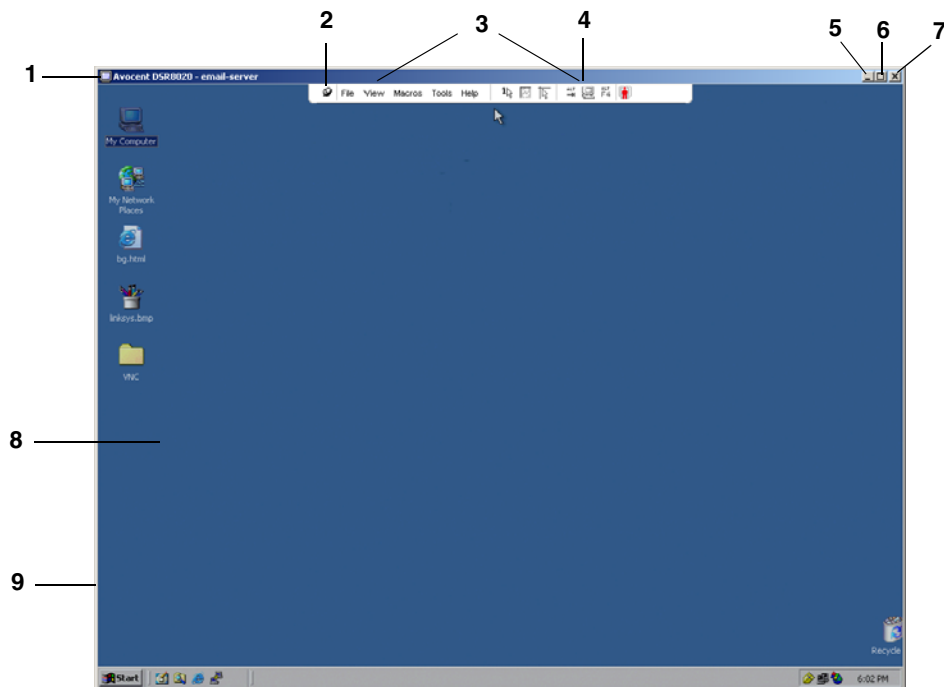 2
3
4
5
6
7
1
Avocent DSR8020 - email-server
File View Macros Tools Help
My Computer
My Network
Places
bg.html
linksys.bmp
VNC
8
9
Recycle
Start
6:02 PM